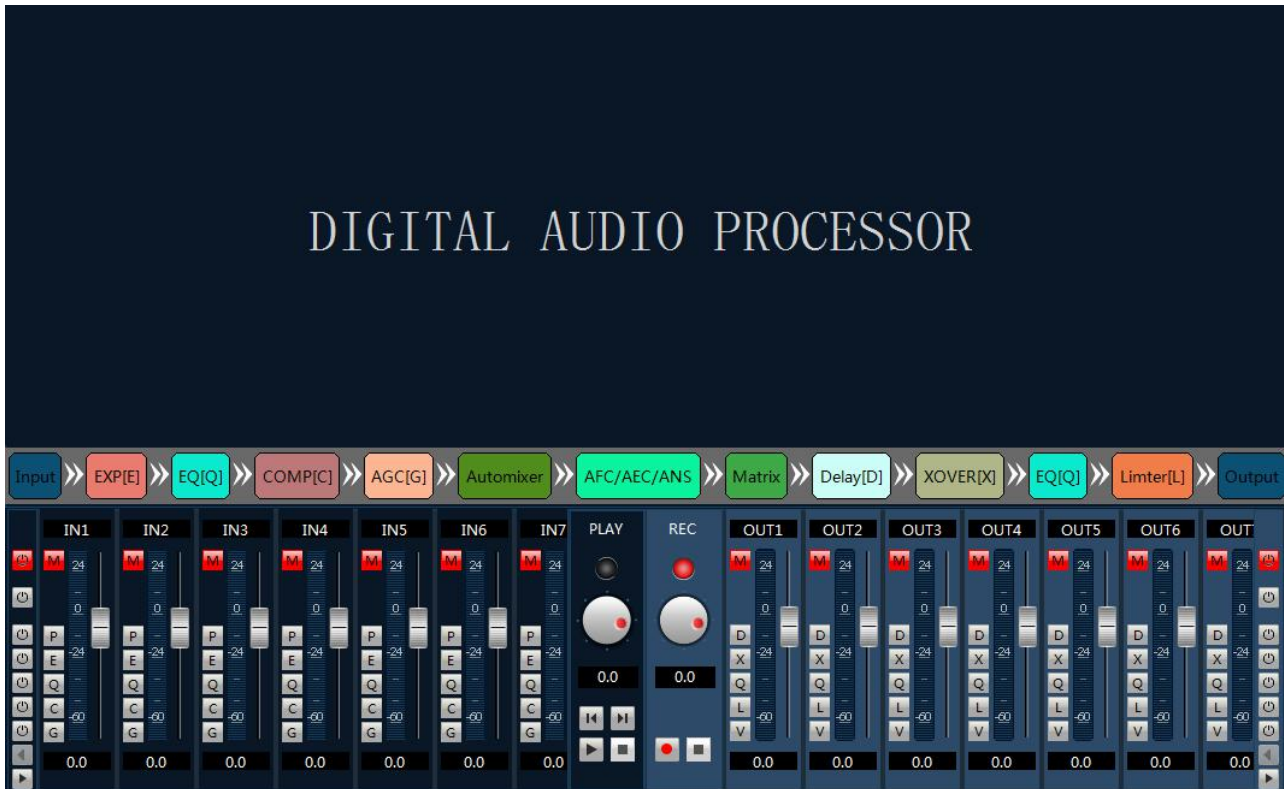 DIGITAL AUDIO PROCESSOR
Input EXP[E] EQ[Q] COMP[C] AGC[G] Automixer AFC/AEC/ANS Matrix Delay[D] XOVER[X] EQ[Q] Limter[L] Output
IN1 IN2 IN3 IN4 IN5 IN6 IN7 PLAY REC OUT1 OUT2 OUT3 OUT4 OUT5 OUT6 OUT
M 24 M 24 M 24 M 24 M 24 M 24 M 24 M 24 M 24 M 24 M 24 M 24 M 24 M 24
0 0 0 0 0 0 0 0 0 0 0 0 0 0
P P P P P P P D D D D D D D
E -24 E -24 E -24 E -24 E -24 E -24 E -24 X -24 X -24 X -24 X -24 X -24 X -24 X -24
Q Q Q Q Q Q Q 0.0 0.0 Q Q Q Q Q Q Q
C -60 C -60 C -60 C -60 C -60 C -60 C -60 L -60 L -60 L -60 L -60 L -60 L -60 L -60
G G G G G G G V V V V V V V
0.0 0.0 0.0 0.0 0.0 0.0 0.0 0.0 0.0 0.0 0.0 0.0 0.0 0.0